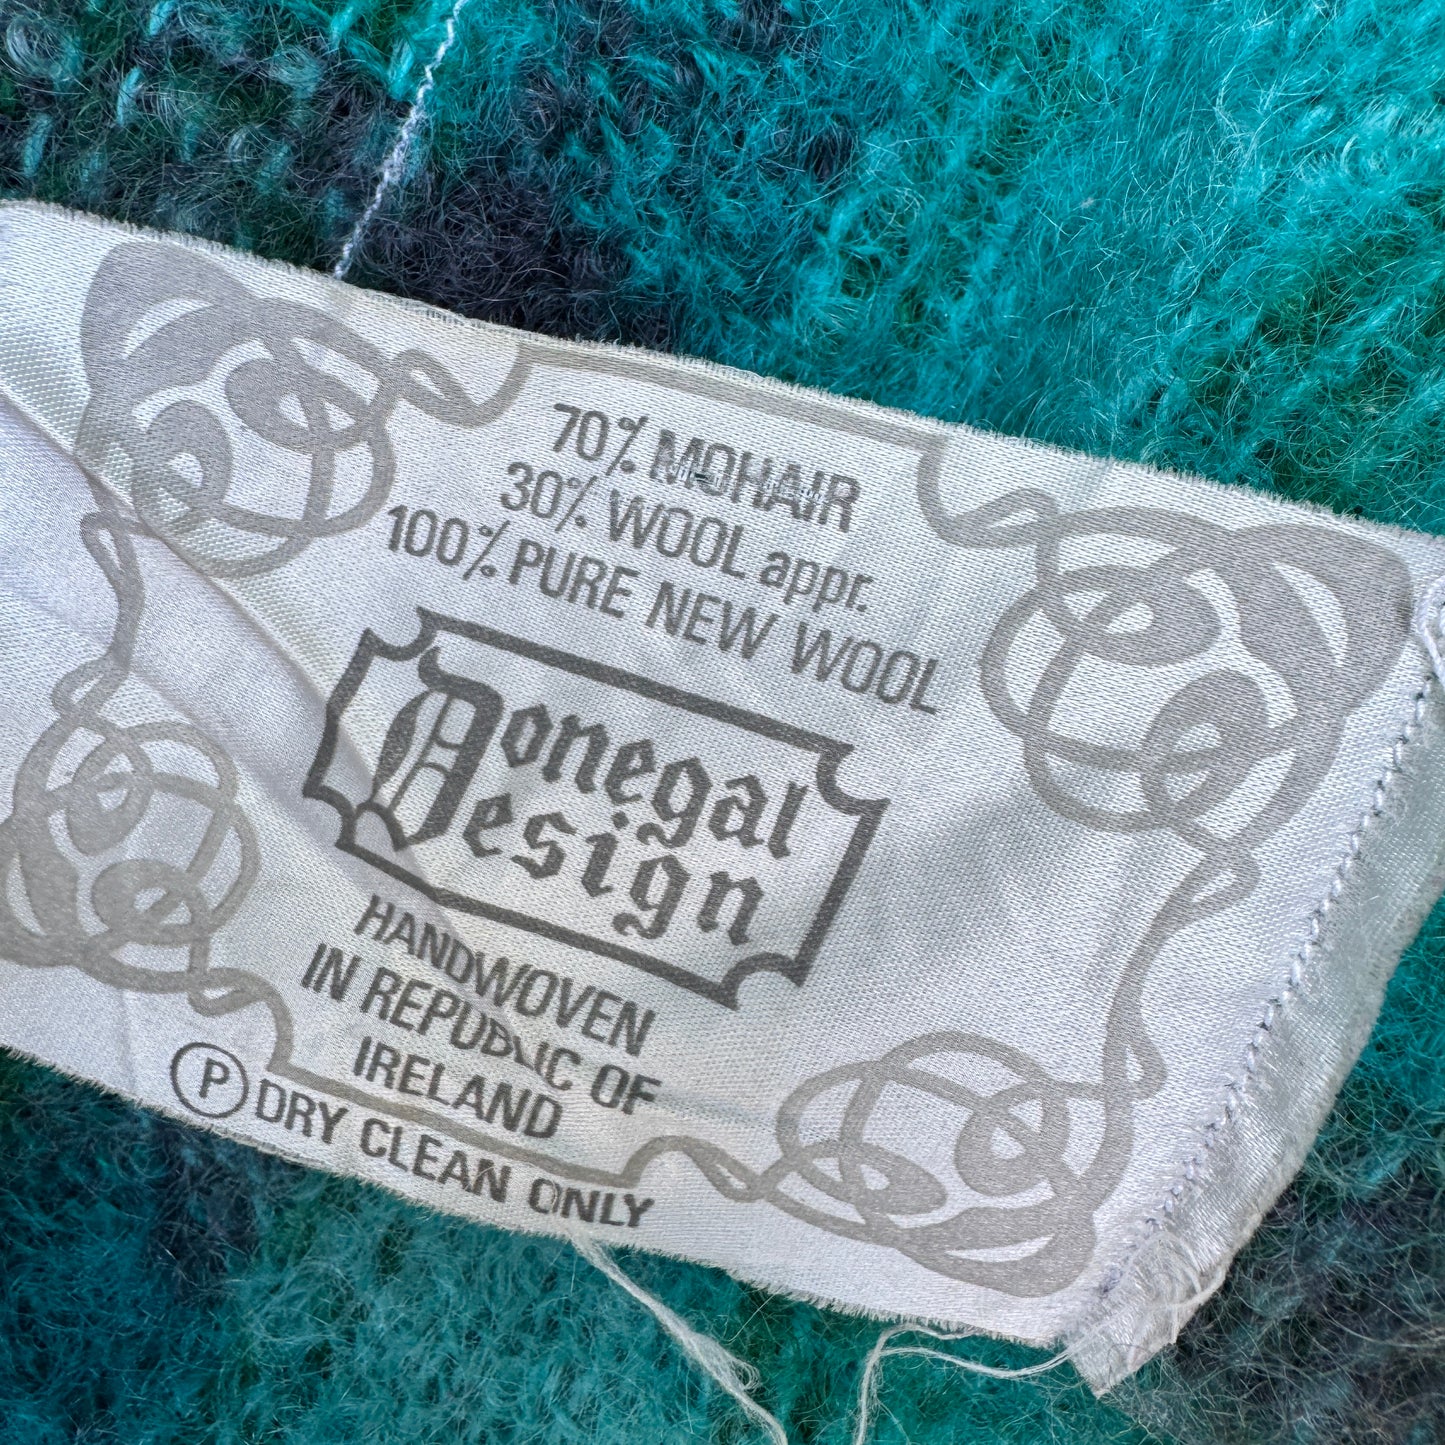 70% MOHAIR
30% WOOL appr.
100% PURE NEW WOOL
Donegal
Design
HANDWOVEN
IN REPUBLIC OF
IRELAND
P DRY CLEAN ONLY